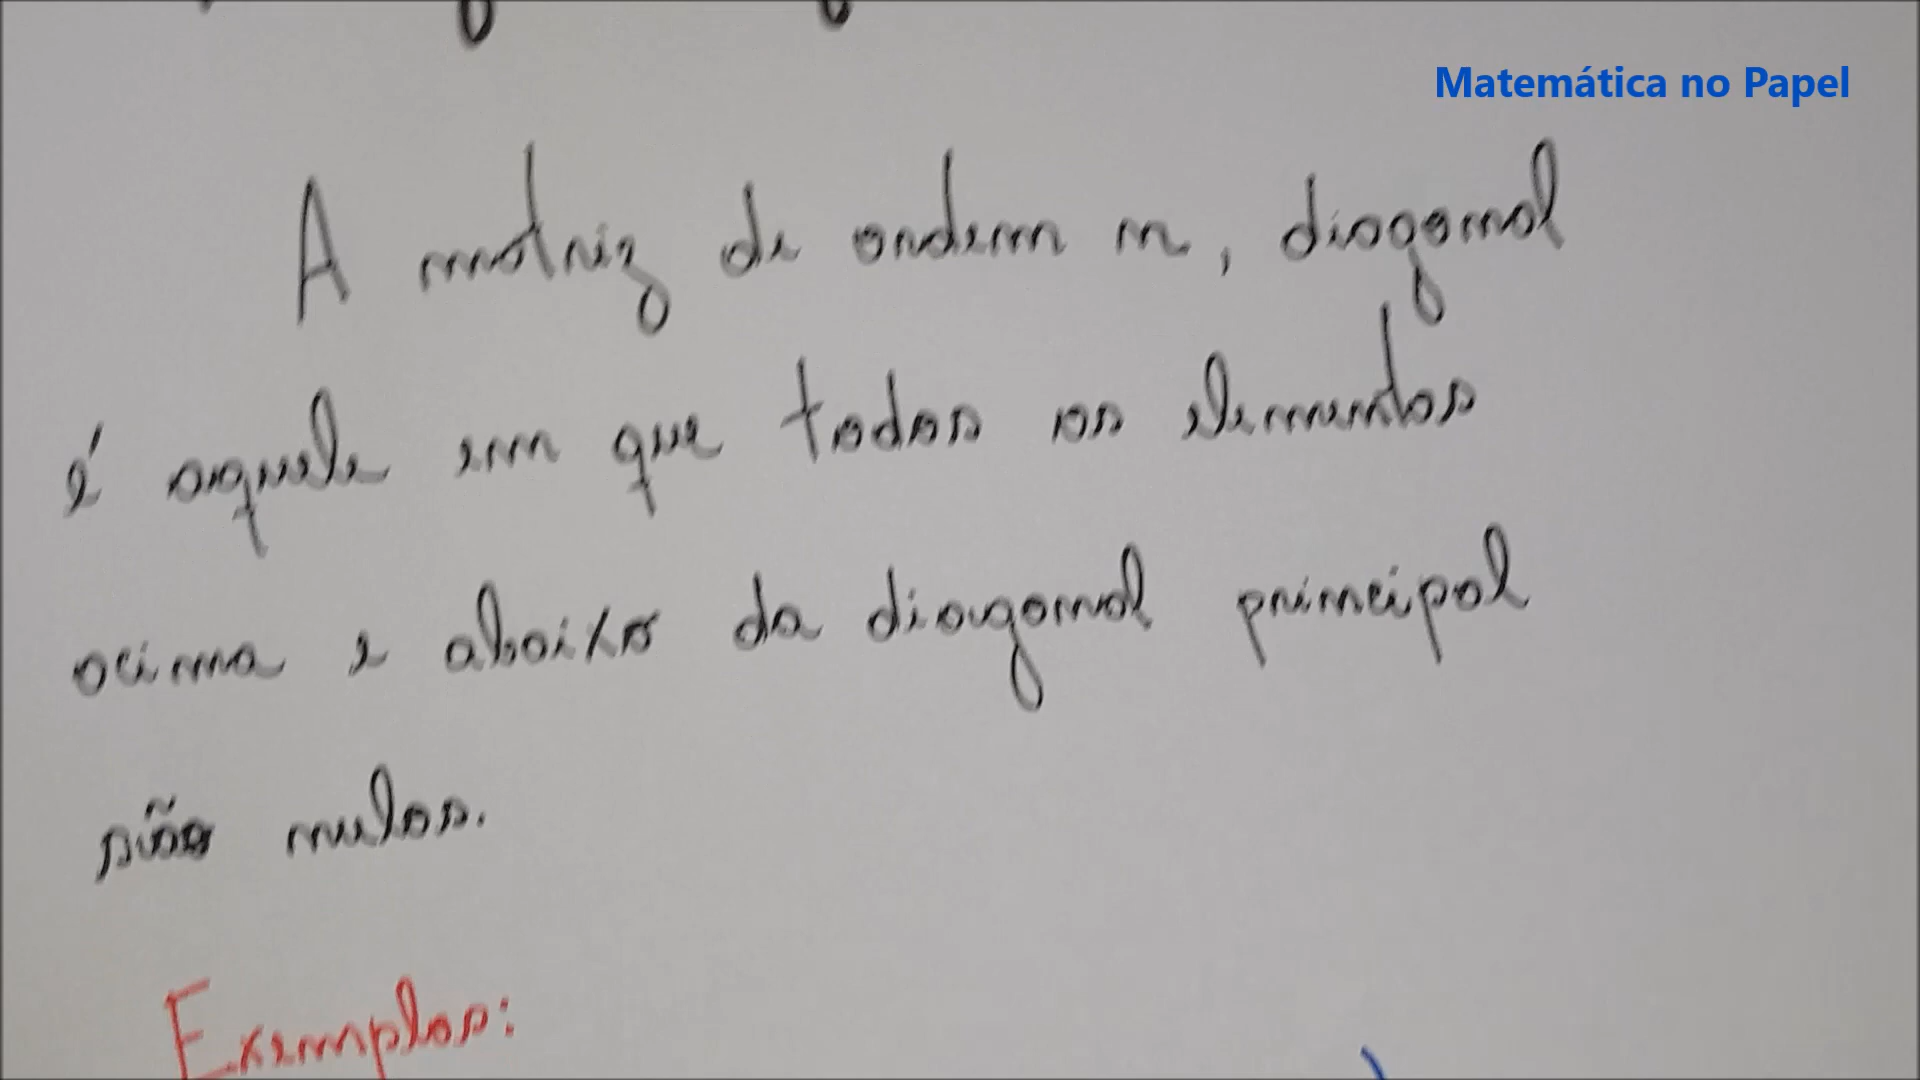 Matemática no Papel
A matriz de ordem n, diagonal
é aquele em que todos os elementos
acima e abaixo da diagonal principal
são nulos.
Exemplos: